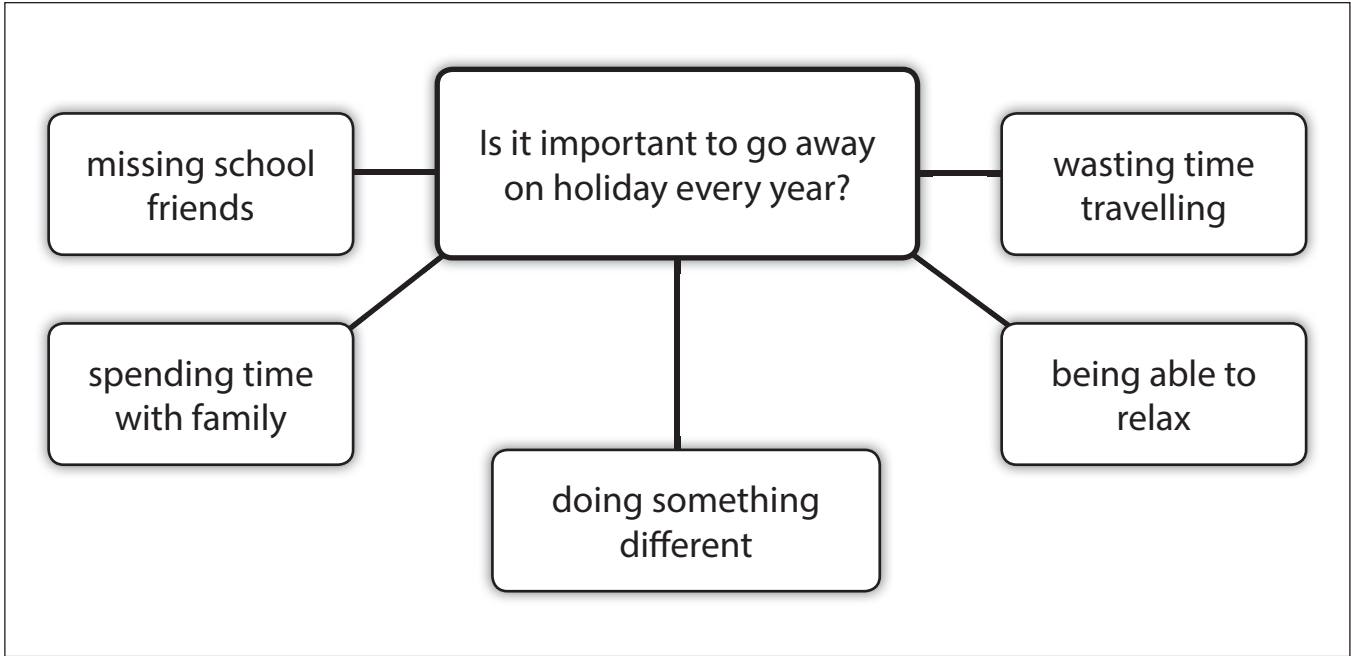 Is it important to go away
on holiday every year?
missing school
friends
wasting time
travelling
spending time
with family
being able to
relax
doing something
different